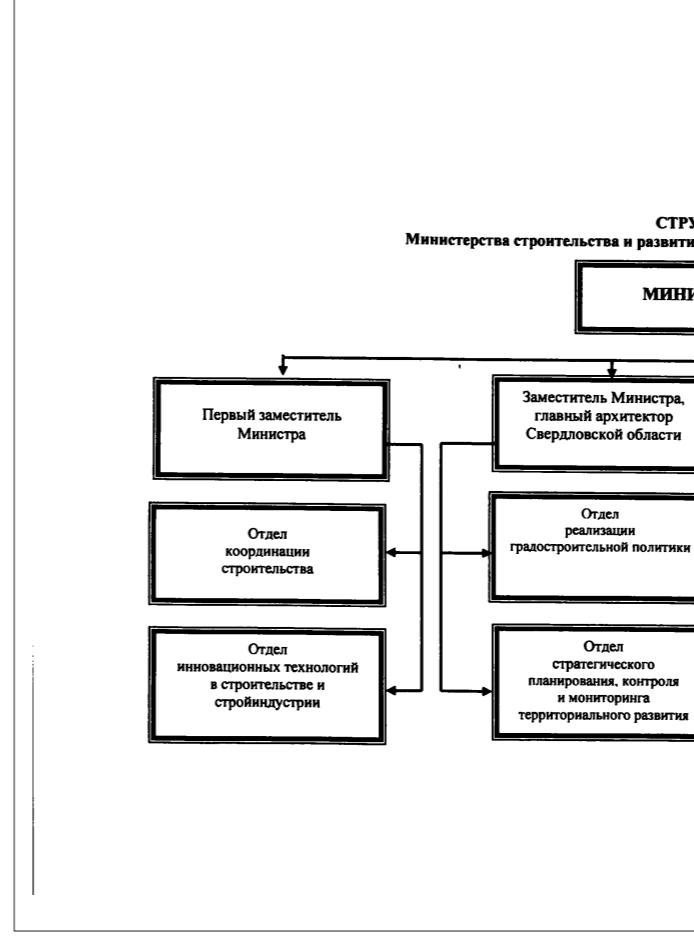 СТРУ
Министерства строительства и развити
МИНИ
Первый заместитель
Министра
Заместитель Министра,
главный архитектор
Свердловской области
Отдел
координации
строительства
Отдел
реализации
градостроительной политики
Отдел
инновационных технологий
в строительстве и
стройиндустрии
Отдел
стратегического
планирования, контроля
и мониторинга
территориального развития